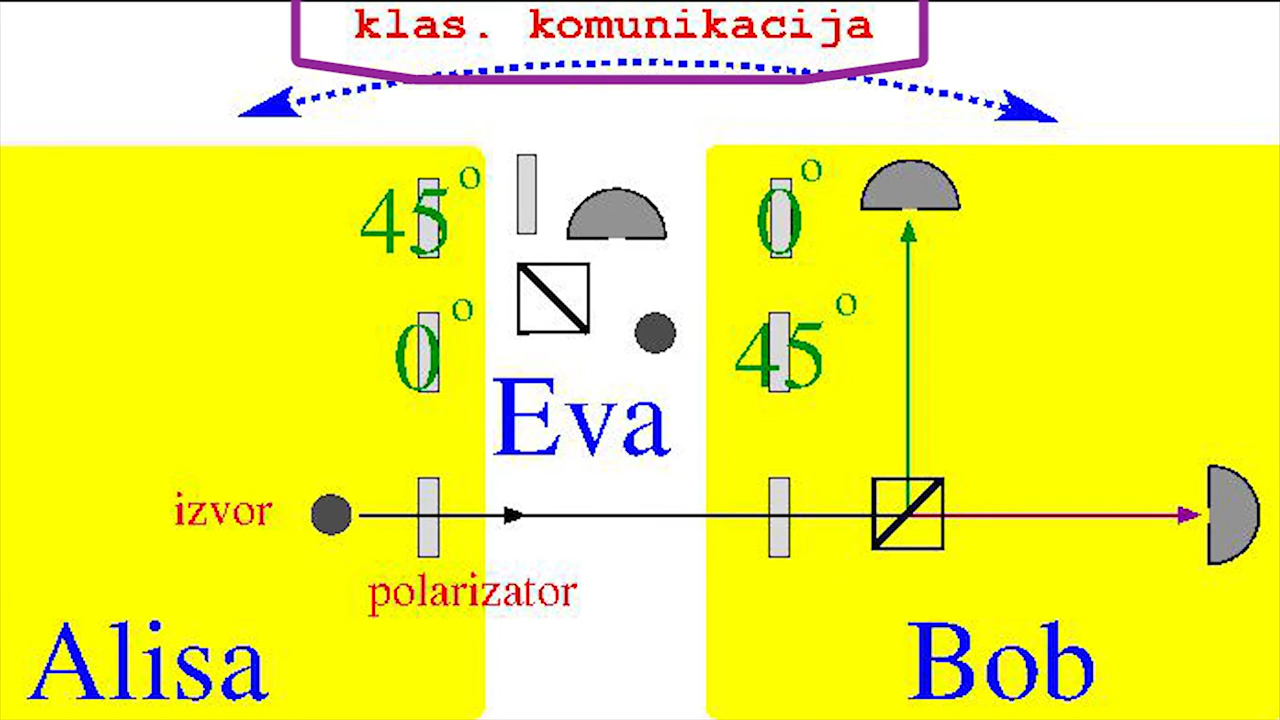 klas. komunikacija
45°
0°
0°
45°
Eva
izvor
polarizator
Alisa
Bob